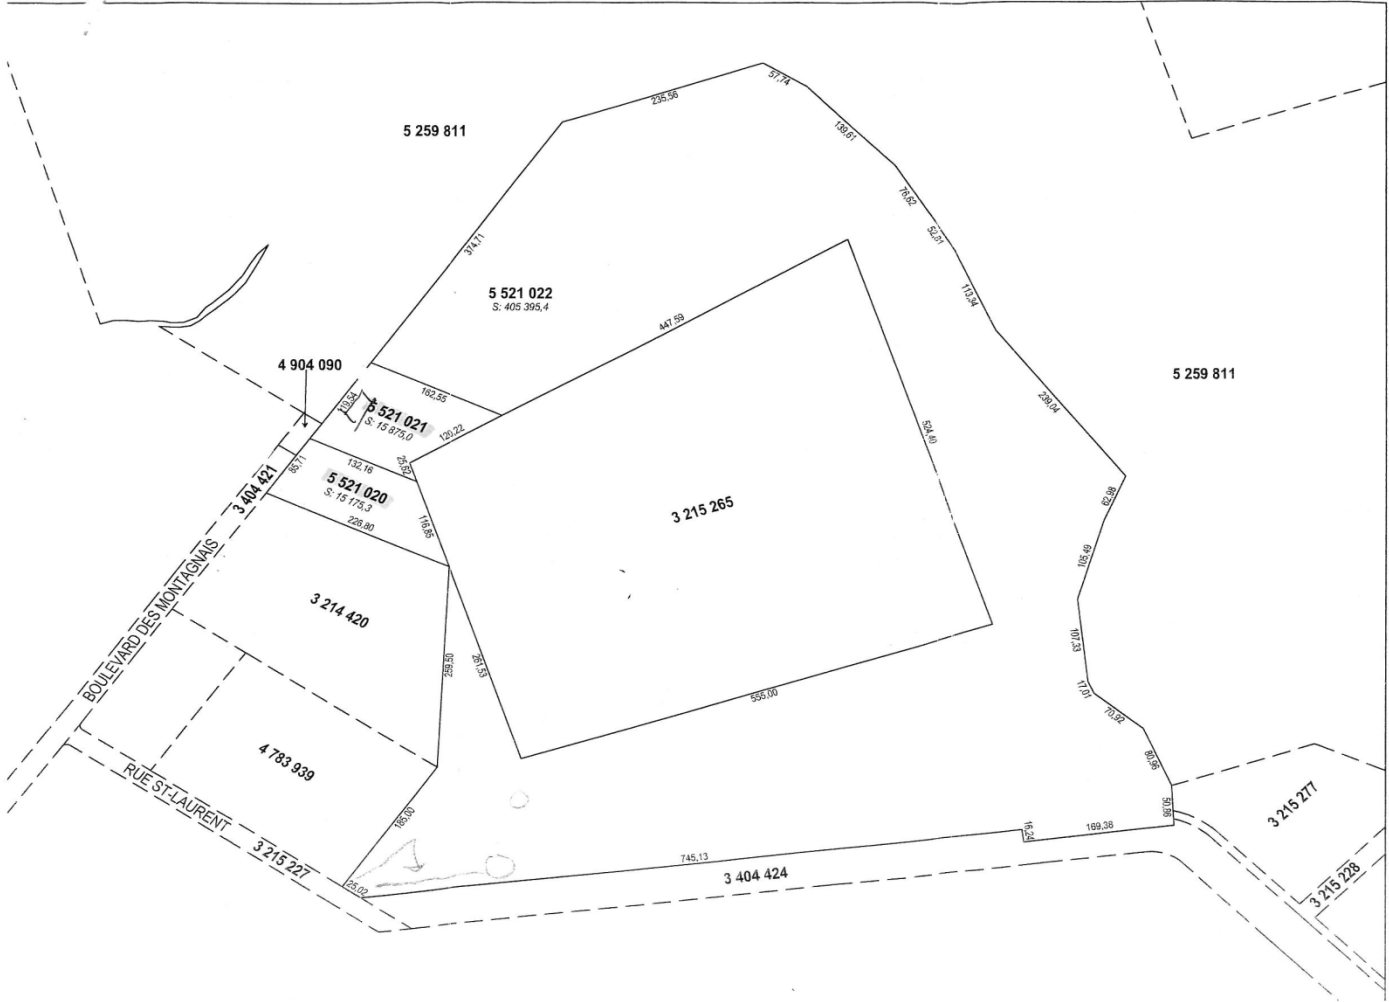 57,74
235,56
5 259 811
139,61
76,62
52,81
374,71
113,34
5 521 022
S: 405 395,4
447,59
4 904 090
5 259 811
162,55
239,04
119,54
5 521 021
S: 15 875,0
120,22
524,40
25,62
132,16
85,71
3 404 421
5 521 020
S: 15 175,3
62,98
3 215 265
226,80
116,85
105,49
BOULEVARD DES MONTAGNAIS
3 214 420
107,33
259,50
261,53
555,00
17,01
70,92
4 783 939
80,96
RUE ST-LAURENT
50,86
3 215 277
185,00
16,24
169,38
3 215 227
745,13
3 404 424
25,02
3 215 228